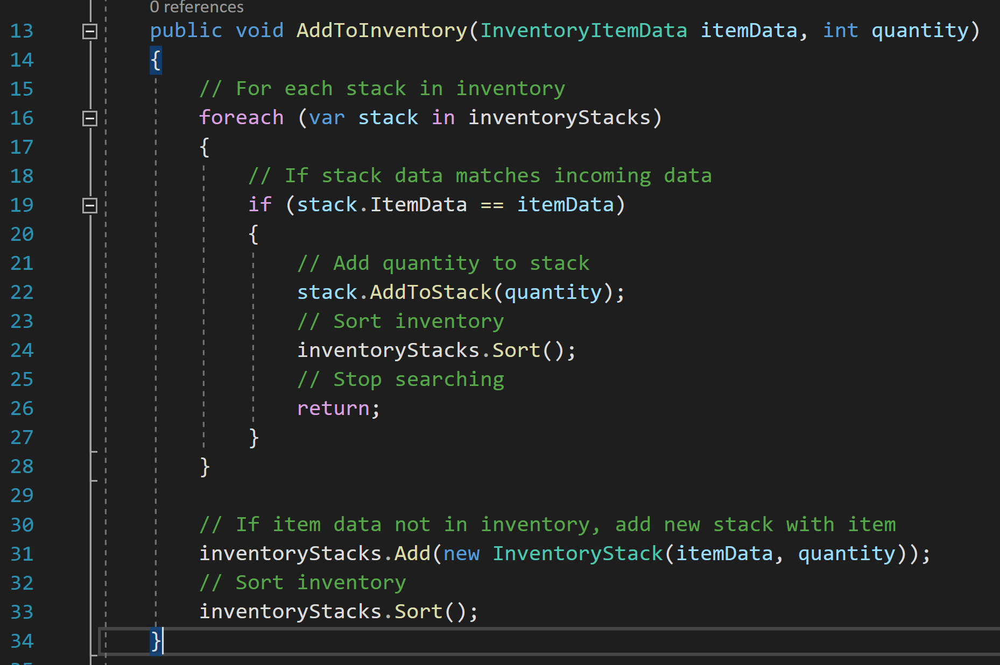 0 references
13 public void AddToInventory(InventoryItemData itemData, int quantity)
14 {
15 // For each stack in inventory
16 foreach (var stack in inventoryStacks)
17 {
18 // If stack data matches incoming data
19 if (stack.ItemData == itemData)
20 {
21 // Add quantity to stack
22 stack.AddToStack(quantity);
23 // Sort inventory
24 inventoryStacks.Sort();
25 // Stop searching
26 return;
27 }
28 }
29
30 // If item data not in inventory, add new stack with item
31 inventoryStacks.Add(new InventoryStack(itemData, quantity));
32 // Sort inventory
33 inventoryStacks.Sort();
34 }